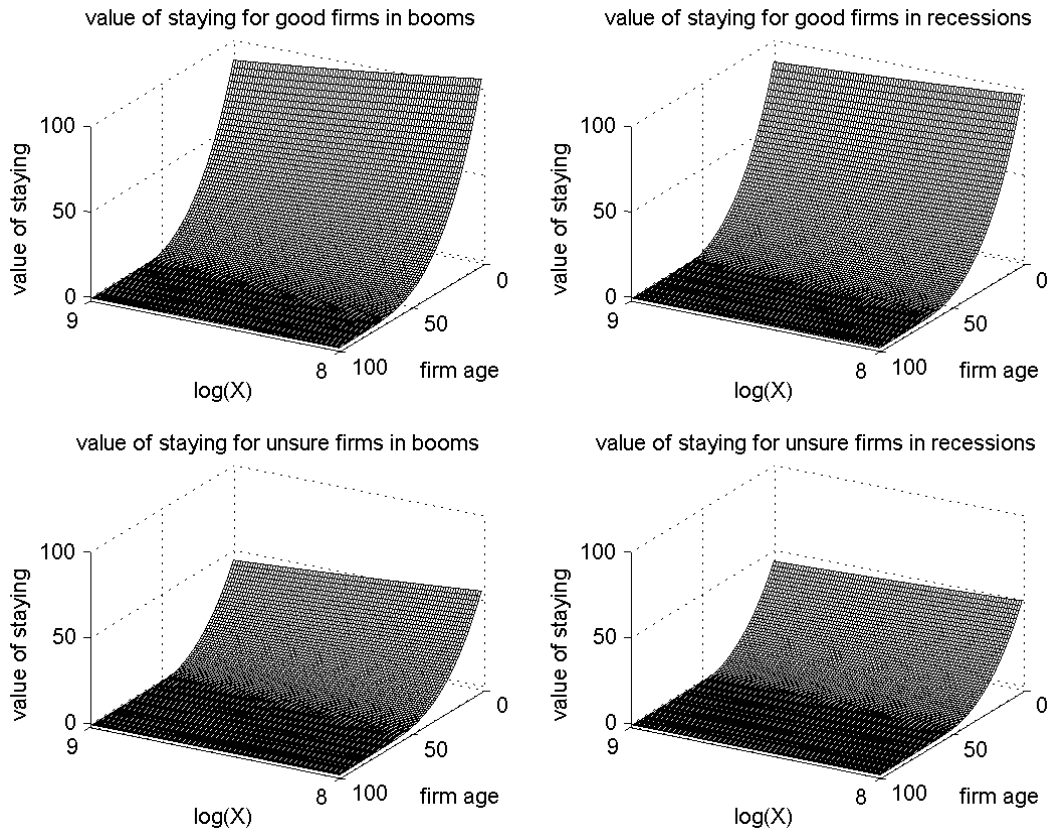 value of staying for good firms in booms
100
50
0
value of staying
9
8
log(X)
0
50
100
firm age
value of staying for good firms in recessions
100
50
0
value of staying
9
8
log(X)
0
50
100
firm age
value of staying for unsure firms in booms
100
50
0
value of staying
9
8
log(X)
0
50
100
firm age
value of staying for unsure firms in recessions
100
50
0
value of staying
9
8
log(X)
0
50
100
firm age